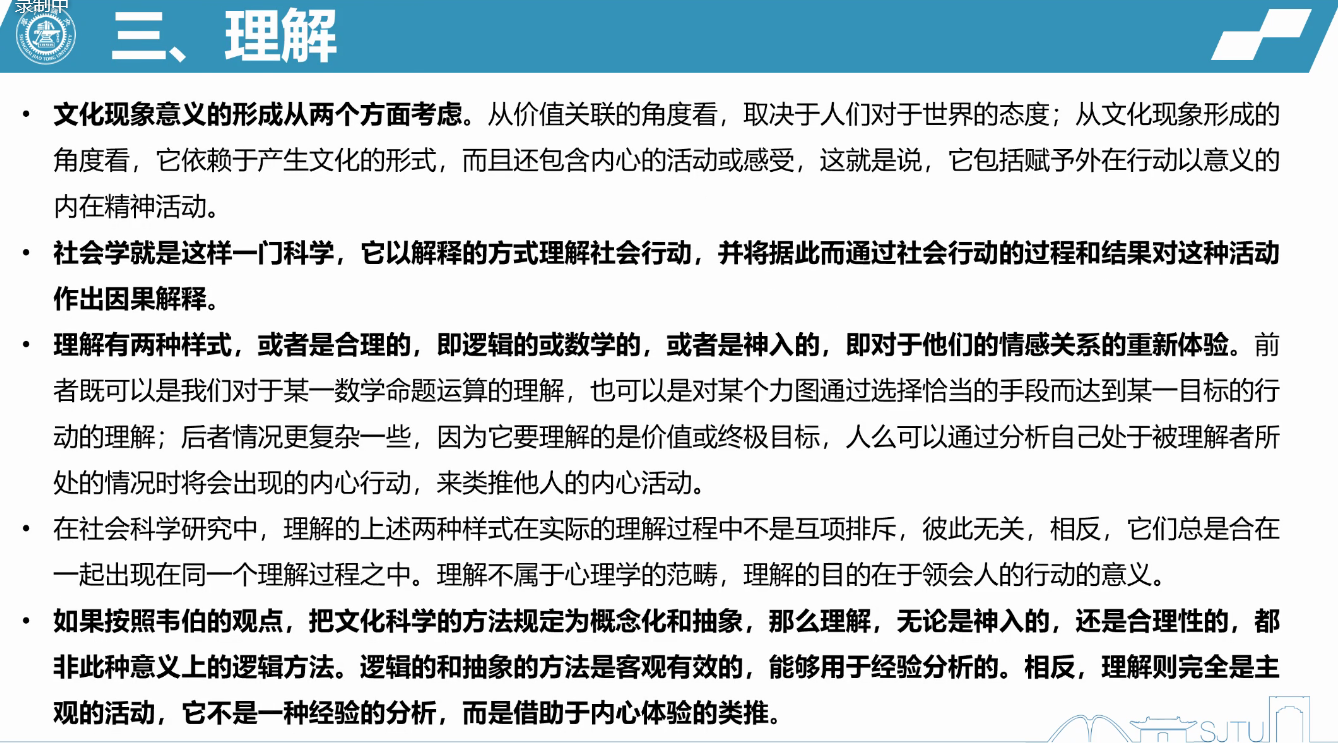 录制中
三、理解
• 文化现象意义的形成从两个方面考虑。从价值关联的角度看，取决于人们对于世界的态度；从文化现象形成的
角度看，它依赖于产生文化的形式，而且还包含内心的活动或感受，这就是说，它包括赋予外在行动以意义的
内在精神活动。
• 社会学就是这样一门科学，它以解释的方式理解社会行动，并将据此而通过社会行动的过程和结果对这种活动
作出因果解释。
• 理解有两种样式，或者是合理的，即逻辑的或数学的，或者是神入的，即对于他们的情感关系的重新体验。前
者既可以是我们对于某一数学命题运算的理解，也可以是对某个力图通过选择恰当的手段而达到某一目标的行
动的理解；后者情况更复杂一些，因为它要理解的是价值或终极目标，人么可以通过分析自己处于被理解者所
处的情况时将会出现的内心行动，来类推他人的内心活动。
• 在社会科学研究中，理解的上述两种样式在实际的理解过程中不是互项排斥，彼此无关，相反，它们总是合在
一起出现在同一个理解过程之中。理解不属于心理学的范畴，理解的目的在于领会人的行动的意义。
• 如果按照韦伯的观点，把文化科学的方法规定为概念化和抽象，那么理解，无论是神入的，还是合理性的，都
非此种意义上的逻辑方法。逻辑的和抽象的方法是客观有效的，能够用于经验分析的。相反，理解则完全是主
观的活动，它不是一种经验的分析，而是借助于内心体验的类推。
SJTU